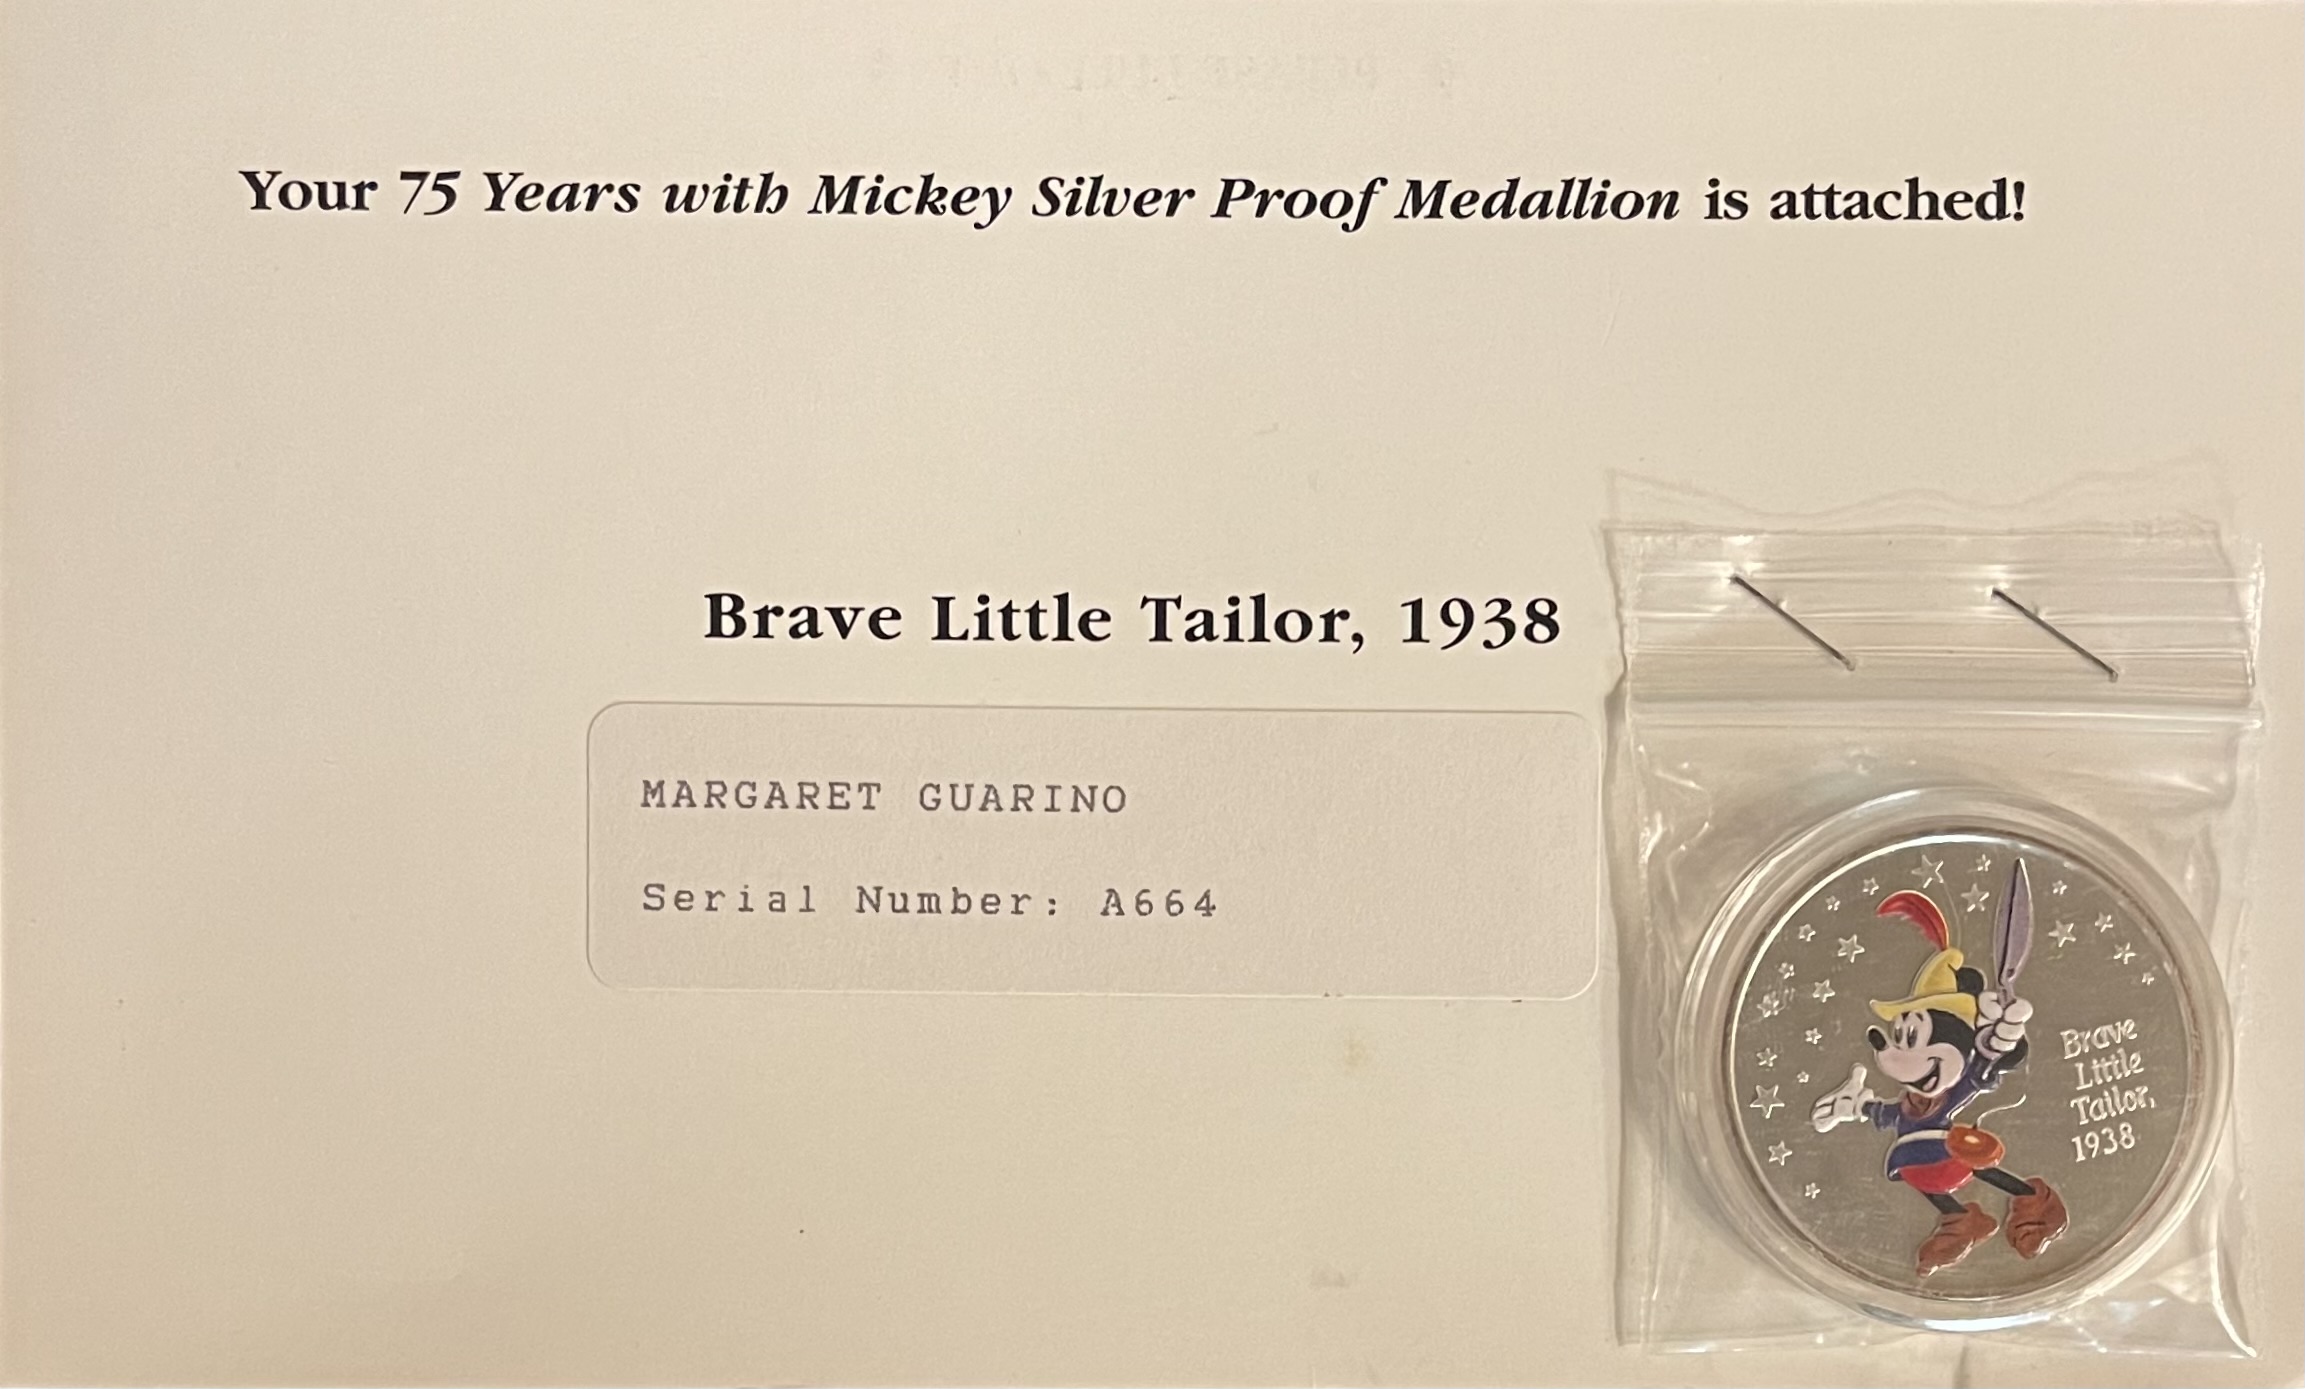 Your 75 Years with Mickey Silver Proof Medallion is attached!
Brave Little Tailor, 1938
MARGARET GUARINO
Serial Number: A664
Brave
Little
Tailor,
1938